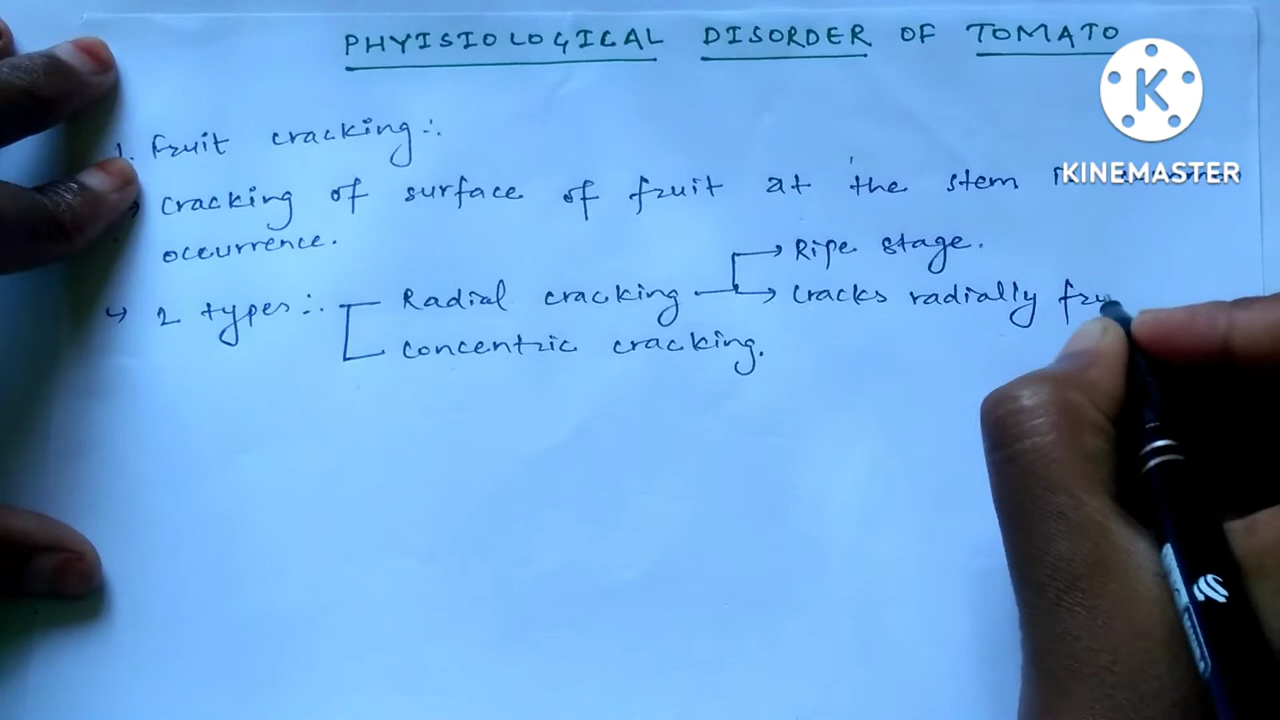 PHYISIOLOGICAL DISORDER OF TOMATO
K
KINEMASTER
1. Fruit cracking:-
cracking of surface of fruit at the stem
occurrence.
↳ 2 types:- Radial cracking → Ripe stage.
→ cracks radially
concentric cracking.